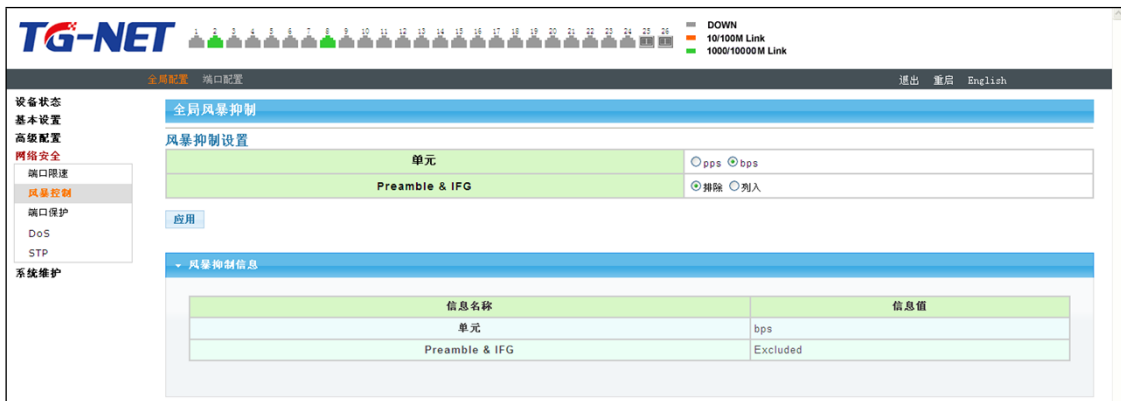 TG-NET
1 2 3 4 5 6 7 8 9 10 11 12 13 14 15 16 17 18 19 20 21 22 23 24 25 26
DOWN
10/100M Link
1000/10000M Link
全局配置 端口配置 退出 重启 English
设备状态
基本设置
高级配置
网络安全
端口限速
风暴控制
端口保护
DoS
STP
系统维护
全局风暴抑制
风暴抑制设置
单元 pps bps
Preamble & IFG 排除 列入
应用
风暴抑制信息
信息名称 信息值
单元 bps
Preamble & IFG Excluded